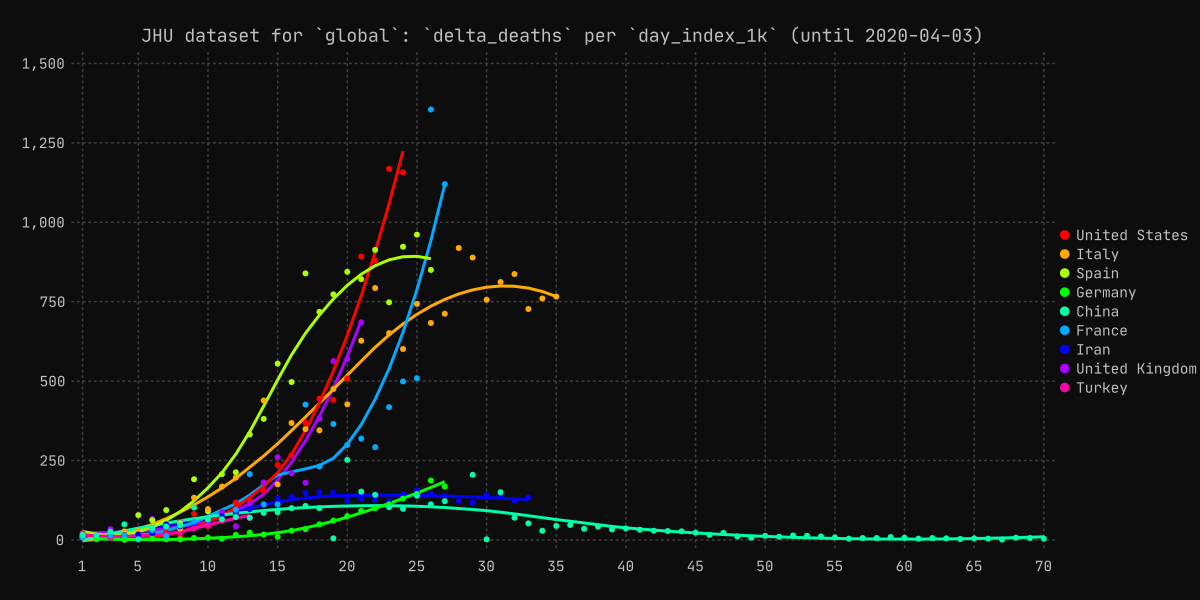 JHU dataset for `global`: `delta_deaths` per `day_index_1k` (until 2020-04-03)
1,500
1,250
1,000
750
500
250
0
1 5 10 15 20 25 30 35 40 45 50 55 60 65 70
United States
Italy
Spain
Germany
China
France
Iran
United Kingdom
Turkey